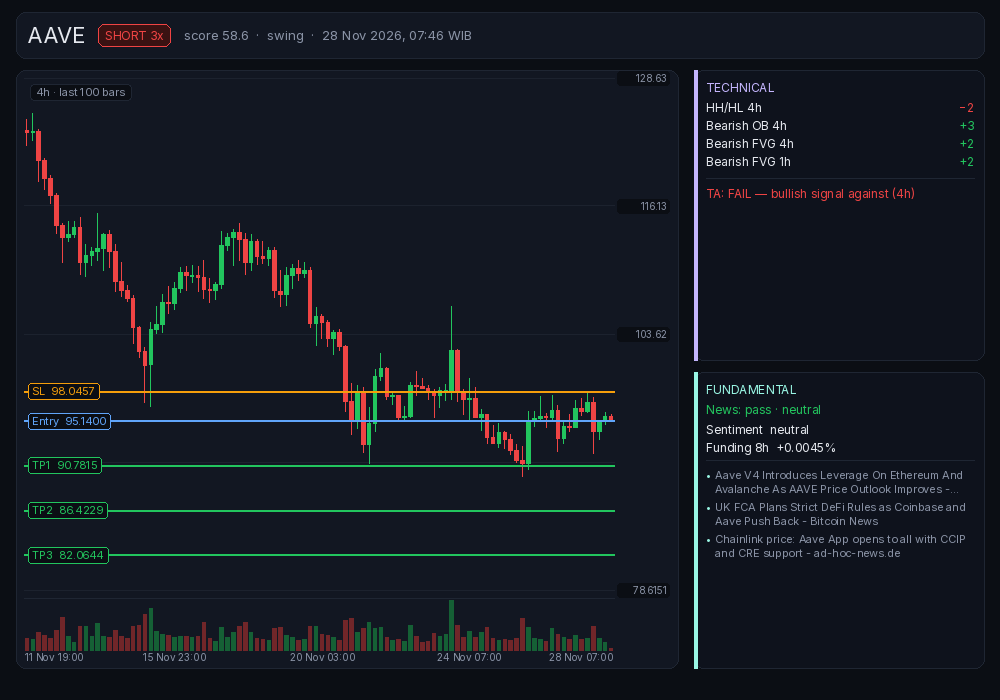 AAVE SHORT 3x score 58.6 · swing · 28 Nov 2026, 07:46 WIB
4h · last 100 bars
128.63
116.13
103.62
SL 98.0457
Entry 95.1400
TP1 90.7815
TP2 86.4229
TP3 82.0644
78.6151
11 Nov 19:00 15 Nov 23:00 20 Nov 03:00 24 Nov 07:00 28 Nov 07:00
TECHNICAL
HH/HL 4h −2
Bearish OB 4h +3
Bearish FVG 4h +2
Bearish FVG 1h +2
TA: FAIL — bullish signal against (4h)
FUNDAMENTAL
News: pass · neutral
Sentiment neutral
Funding 8h +0.0045%
• Aave V4 Introduces Leverage On Ethereum And
Avalanche As AAVE Price Outlook Improves -...
• UK FCA Plans Strict DeFi Rules as Coinbase and
Aave Push Back - Bitcoin News
• Chainlink price: Aave App opens to all with CCIP
and CRE support - ad-hoc-news.de